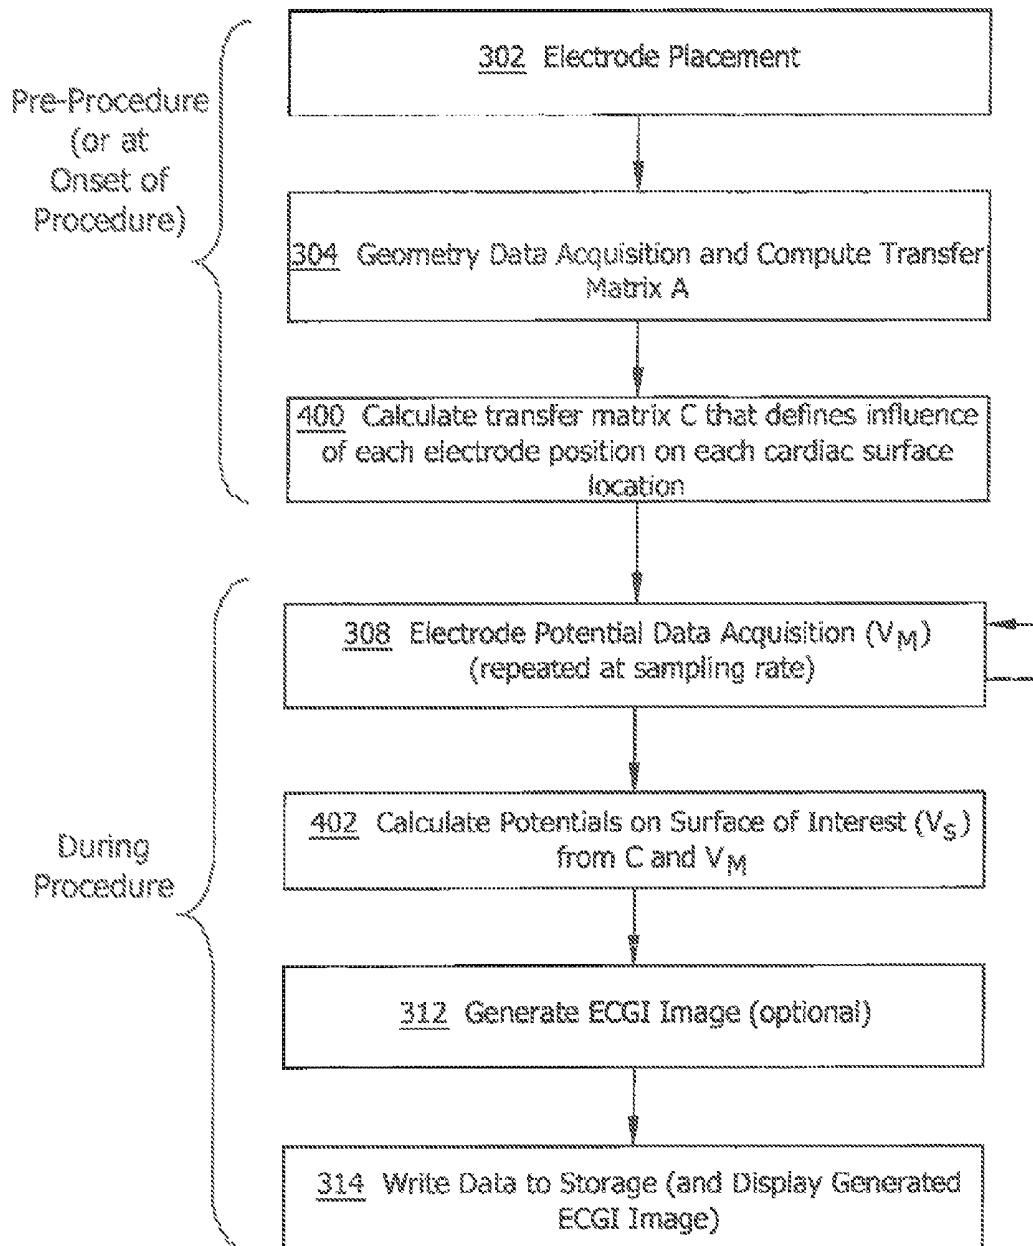 302 Electrode Placement
Pre-Procedure
(or at
Onset of
Procedure)
304 Geometry Data Acquisition and Compute Transfer
Matrix A
400 Calculate transfer matrix C that defines influence
of each electrode position on each cardiac surface
location
308 Electrode Potential Data Acquisition (VM)
(repeated at sampling rate)
During
Procedure
402 Calculate Potentials on Surface of Interest (VS)
from C and VM
312 Generate ECGI Image (optional)
314 Write Data to Storage (and Display Generated
ECGI Image)